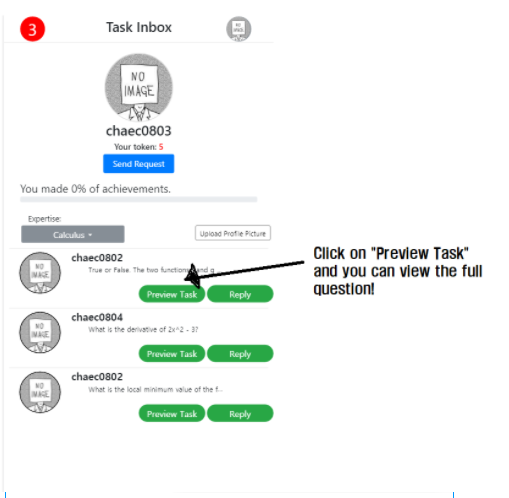 3
Task Inbox
NO
IMAGE
NO
IMAGE
chaec0803
Your token: 5
Send Request
You made 0% of achievements.
Expertise:
Calculus
Upload Profile Picture
NO
IMAGE
chaec0802
True or False. The two functions and g...
Preview Task
Reply
Click on "Preview Task"
and you can view the full
question!
NO
IMAGE
chaec0804
What is the derivative of 2x^2 - 3?
Preview Task
Reply
NO
IMAGE
chaec0802
What is the local minimum value of the f...
Preview Task
Reply